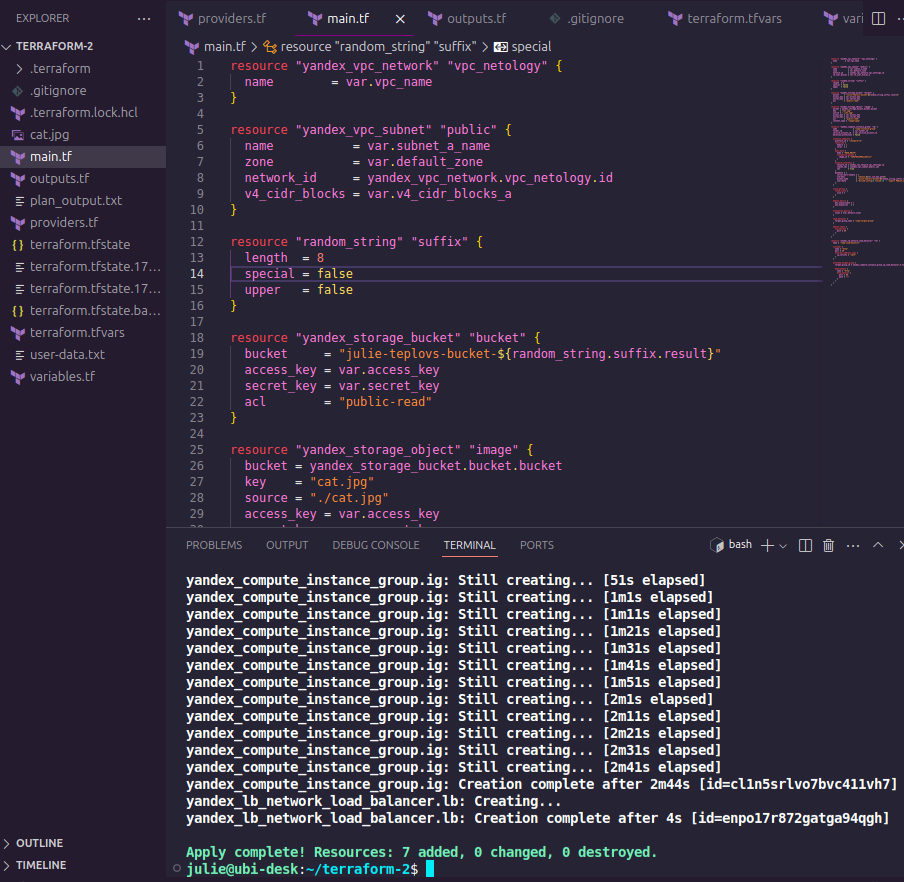 EXPLORER
TERRAFORM-2
.terraform
.gitignore
.terraform.lock.hcl
cat.jpg
main.tf
outputs.tf
plan_output.txt
providers.tf
terraform.tfstate
terraform.tfstate.17...
terraform.tfstate.17...
terraform.tfstate.ba...
terraform.tfvars
user-data.txt
variables.tf
OUTLINE
TIMELINE
providers.tf main.tf outputs.tf .gitignore terraform.tfvars vari
main.tf > resource "random_string" "suffix" > special
1 resource "yandex_vpc_network" "vpc_netology" {
2 name = var.vpc_name
3 }
4
5 resource "yandex_vpc_subnet" "public" {
6 name = var.subnet_a_name
7 zone = var.default_zone
8 network_id = yandex_vpc_network.vpc_netology.id
9 v4_cidr_blocks = var.v4_cidr_blocks_a
10 }
11
12 resource "random_string" "suffix" {
13 length = 8
14 special = false
15 upper = false
16 }
17
18 resource "yandex_storage_bucket" "bucket" {
19 bucket = "julie-teplovs-bucket-${random_string.suffix.result}"
20 access_key = var.access_key
21 secret_key = var.secret_key
22 acl = "public-read"
23 }
24
25 resource "yandex_storage_object" "image" {
26 bucket = yandex_storage_bucket.bucket.bucket
27 key = "cat.jpg"
28 source = "./cat.jpg"
29 access_key = var.access_key
PROBLEMS OUTPUT DEBUG CONSOLE TERMINAL PORTS bash
yandex_compute_instance_group.ig: Still creating... [51s elapsed]
yandex_compute_instance_group.ig: Still creating... [1m1s elapsed]
yandex_compute_instance_group.ig: Still creating... [1m11s elapsed]
yandex_compute_instance_group.ig: Still creating... [1m21s elapsed]
yandex_compute_instance_group.ig: Still creating... [1m31s elapsed]
yandex_compute_instance_group.ig: Still creating... [1m41s elapsed]
yandex_compute_instance_group.ig: Still creating... [1m51s elapsed]
yandex_compute_instance_group.ig: Still creating... [2m1s elapsed]
yandex_compute_instance_group.ig: Still creating... [2m11s elapsed]
yandex_compute_instance_group.ig: Still creating... [2m21s elapsed]
yandex_compute_instance_group.ig: Still creating... [2m31s elapsed]
yandex_compute_instance_group.ig: Still creating... [2m41s elapsed]
yandex_compute_instance_group.ig: Creation complete after 2m44s [id=cl1n5srlvo7bvc411vh7]
yandex_lb_network_load_balancer.lb: Creating...
yandex_lb_network_load_balancer.lb: Creation complete after 4s [id=enpo17r872gatga94qgh]
Apply complete! Resources: 7 added, 0 changed, 0 destroyed.
julie@ubi-desk:~/terraform-2$